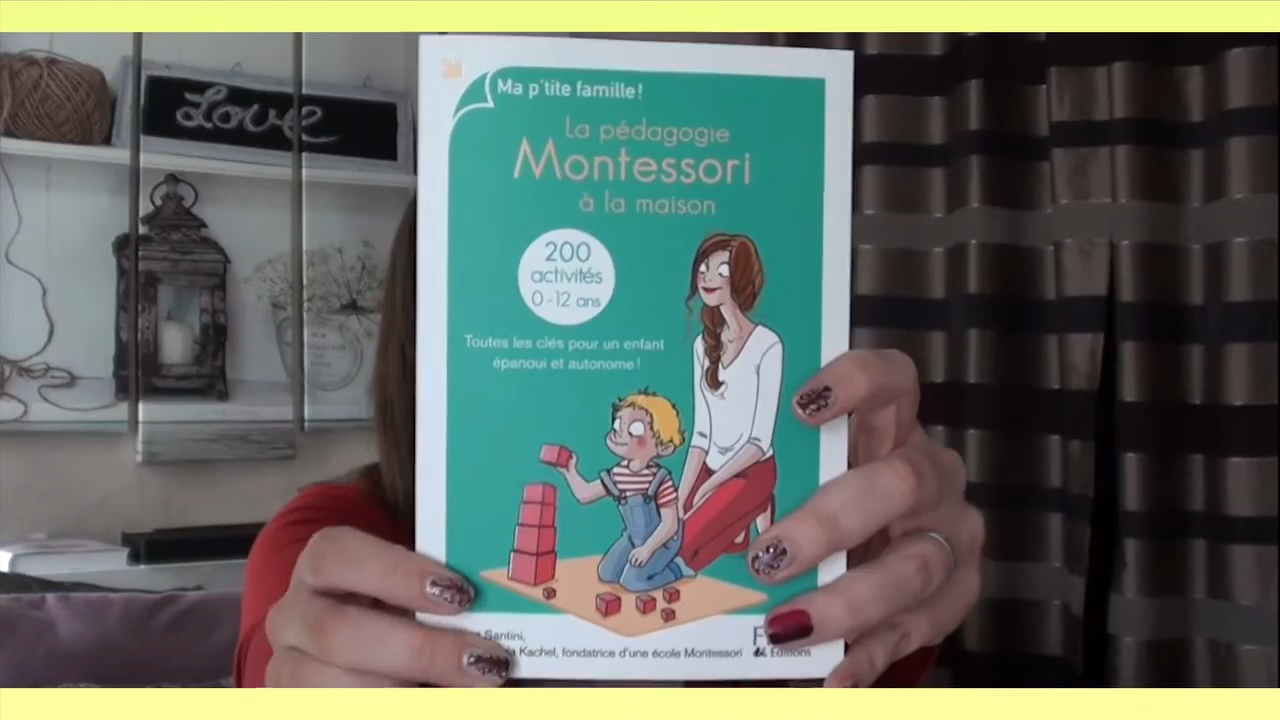 Love
Ma p'tite famille!
La pédagogie
Montessori
à la maison
200
activités
0-12 ans
Toutes les clés pour un enfant
épanoui et autonome!
Santini,
Kachel, fondatrice d'une école Montessori
Éditions